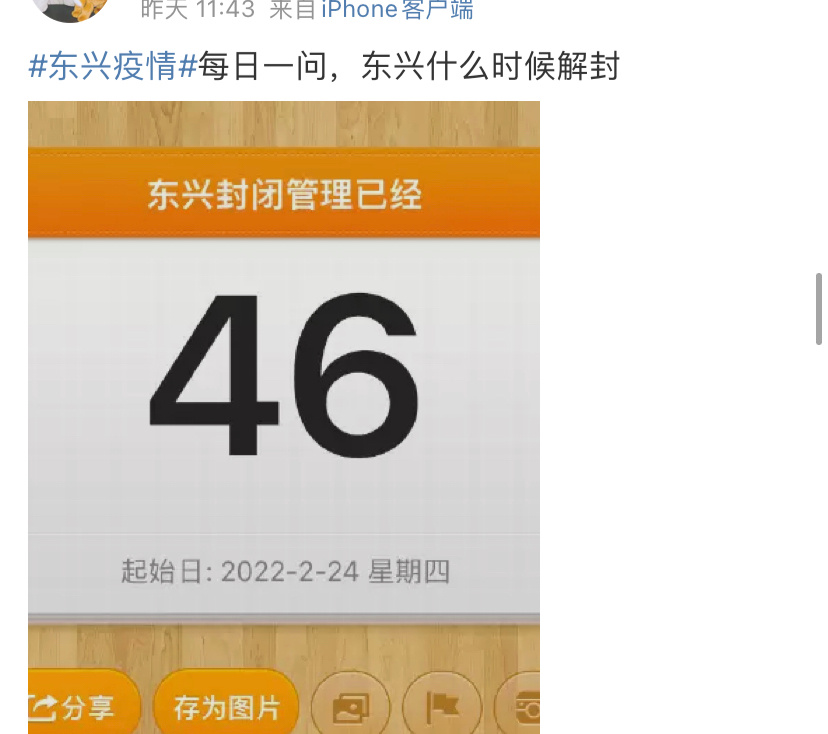 昨天 11:43 来自 iPhone客户端
#东兴疫情#每日一问，东兴什么时候解封
东兴封闭管理已经
46
起始日: 2022-2-24 星期四
分享 存为图片